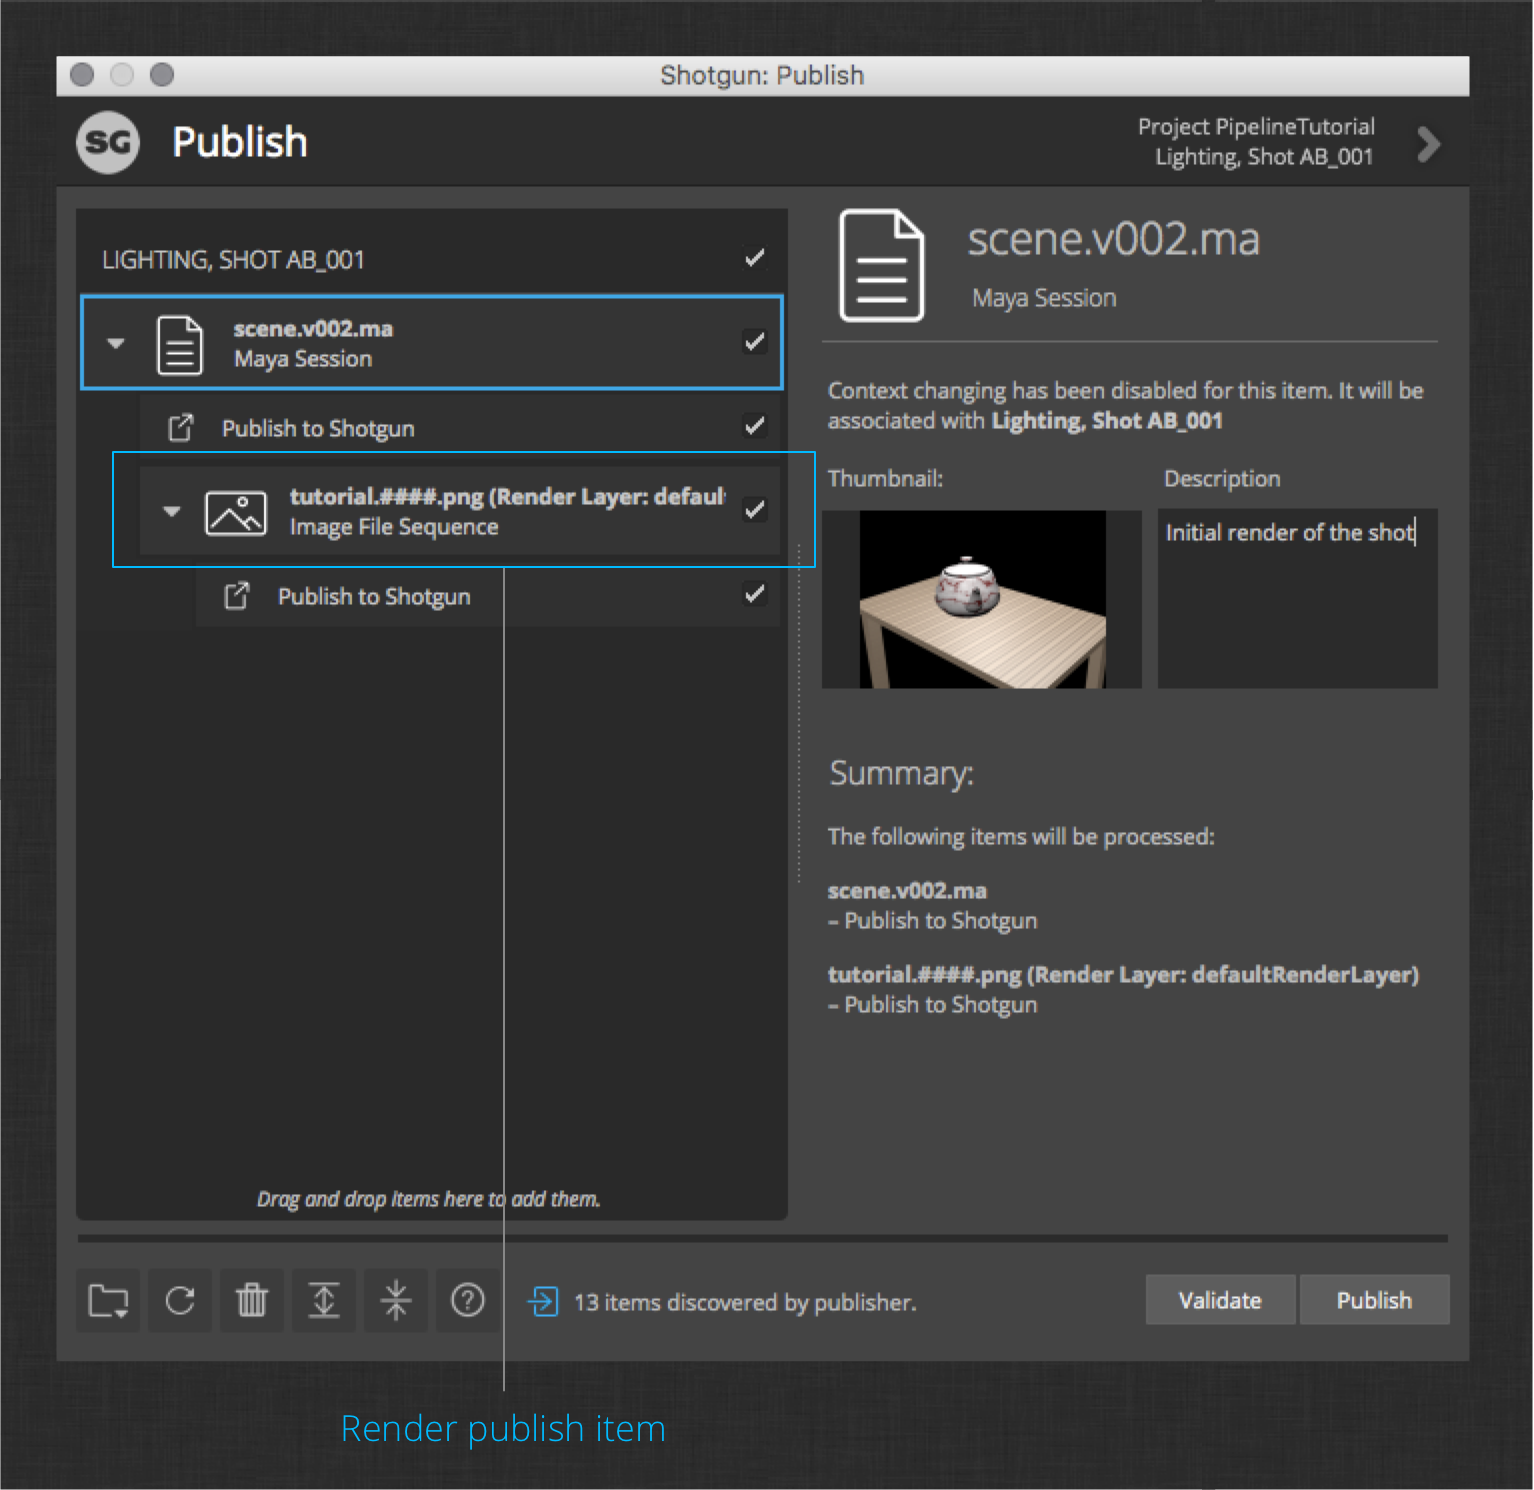 Shotgun: Publish
SG
Publish
Project PipelineTutorial
Lighting, Shot AB_001
LIGHTING, SHOT AB_001
scene.v002.ma
Maya Session
Publish to Shotgun
tutorial.####.png (Render Layer: defaul
Image File Sequence
Publish to Shotgun
Drag and drop items here to add them.
scene.v002.ma
Maya Session
Context changing has been disabled for this item. It will be
associated with Lighting, Shot AB_001
Thumbnail:
Description
Initial render of the shot
Summary:
The following items will be processed:
scene.v002.ma
– Publish to Shotgun
tutorial.####.png (Render Layer: defaultRenderLayer)
– Publish to Shotgun
?
13 items discovered by publisher.
Validate
Publish
Render publish item